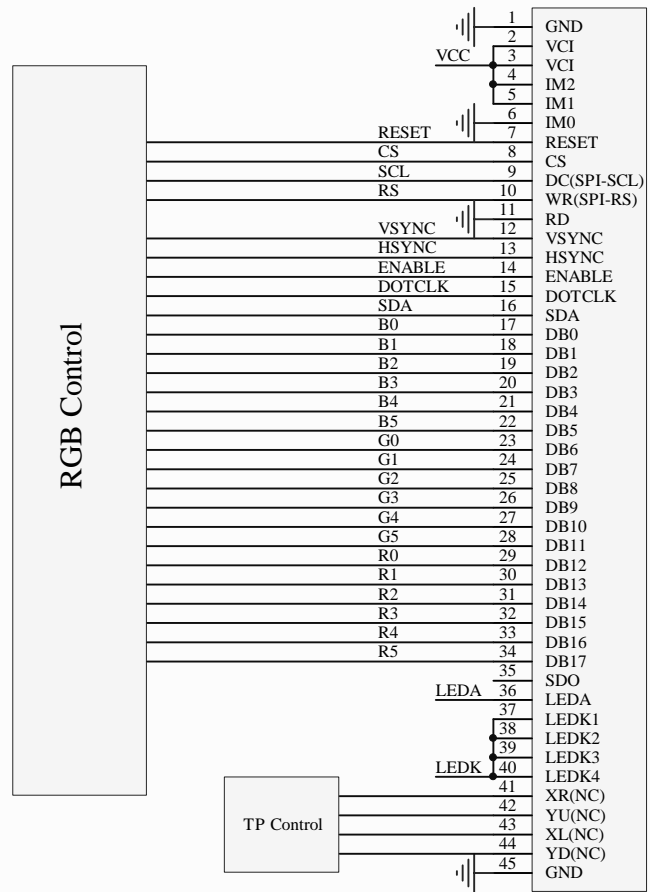 1 GND
2 VCI
VCC 3 VCI
4 IM2
5 IM1
6 IM0
RESET 7 RESET
CS 8 CS
SCL 9 DC(SPI-SCL)
RS 10 WR(SPI-RS)
11 RD
VSYNC 12 VSYNC
HSYNC 13 HSYNC
ENABLE 14 ENABLE
DOTCLK 15 DOTCLK
SDA 16 SDA
B0 17 DB0
B1 18 DB1
B2 19 DB2
B3 20 DB3
B4 21 DB4
B5 22 DB5
G0 23 DB6
G1 24 DB7
G2 25 DB8
G3 26 DB9
G4 27 DB10
G5 28 DB11
R0 29 DB12
R1 30 DB13
R2 31 DB14
R3 32 DB15
R4 33 DB16
R5 34 DB17
35 SDO
LEDA 36 LEDA
37 LEDK1
38 LEDK2
39 LEDK3
LEDK 40 LEDK4
41 XR(NC)
42 YU(NC)
43 XL(NC)
44 YD(NC)
45 GND
RGB Control
TP Control